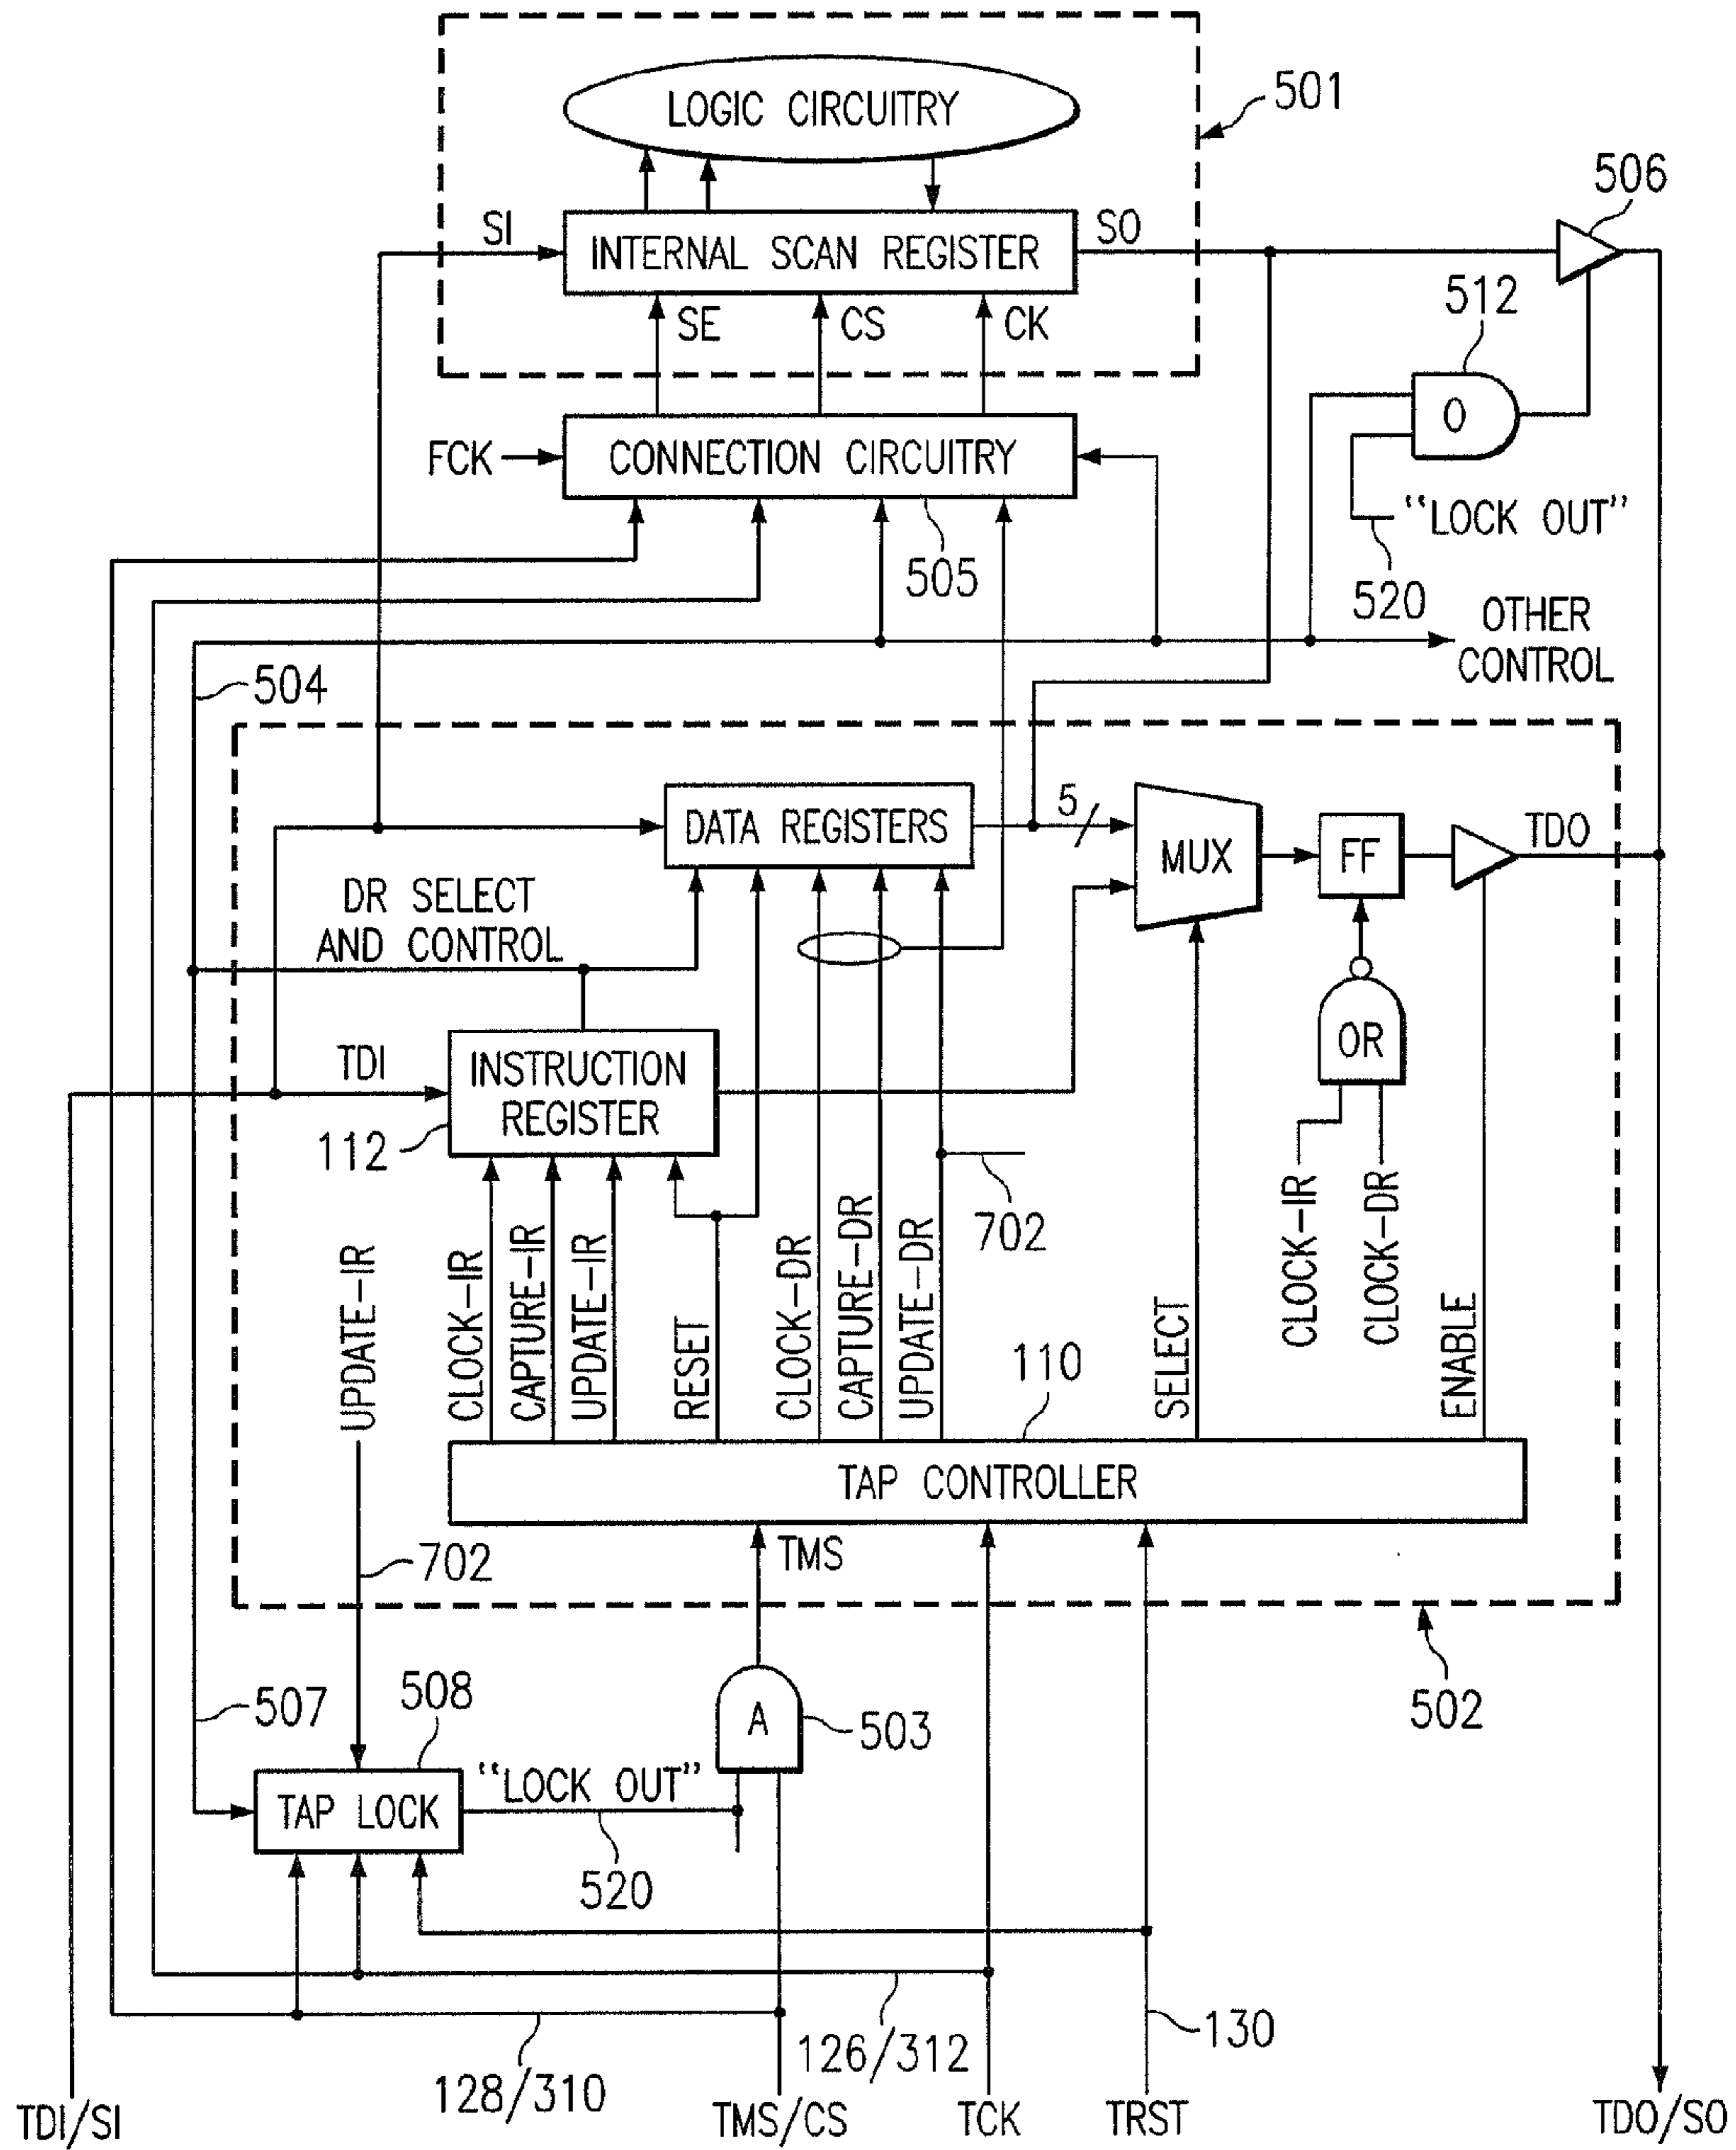 LOGIC CIRCUITRY
501
506
SI
INTERNAL SCAN REGISTER
SO
512
SE
CS
CK
O
FCK
CONNECTION CIRCUITRY
"LOCK OUT"
505
520
OTHER
CONTROL
504
DATA REGISTERS
5
MUX
FF
TDO
DR SELECT
AND CONTROL
OR
TDI
INSTRUCTION
REGISTER
112
702
CLOCK-IR
CLOCK-DR
UPDATE-IR
CLOCK-IR
CAPTURE-IR
UPDATE-IR
RESET
CLOCK-DR
CAPTURE-DR
UPDATE-DR
110
SELECT
ENABLE
TAP CONTROLLER
702
TMS
502
507
508
A
503
TAP LOCK
"LOCK OUT"
520
128/310
126/312
130
TDI/SI
TMS/CS
TCK
TRST
TDO/SO